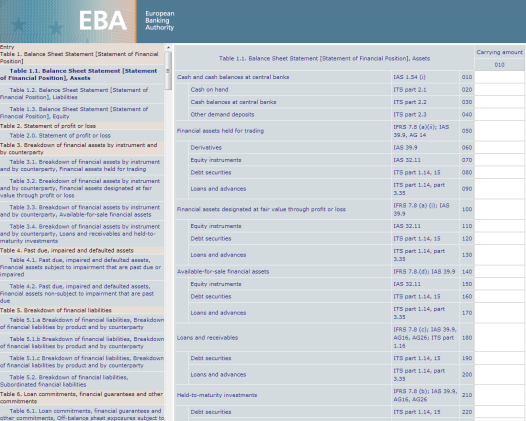 EBA
European
Banking
Authority
Entry
Table 1. Balance Sheet Statement [Statement of Financial
Position]
Table 1.1. Balance Sheet Statement [Statement
of Financial Position], Assets
Table 1.2. Balance Sheet Statement [Statement of
Financial Position], Liabilities
Table 1.3. Balance Sheet Statement [Statement of
Financial Position], Equity
Table 2. Statement of profit or loss
Table 2.0. Statement of profit or loss
Table 3. Breakdown of financial assets by instrument and
by counterparty
Table 3.1. Breakdown of financial assets by instrument
and by counterparty, Financial assets held for trading
Table 3.2. Breakdown of financial assets by instrument
and by counterparty, Financial assets designated at fair
value through profit or loss
Table 3.3. Breakdown of financial assets by instrument
and by counterparty, Available-for-sale financial assets
Table 3.4. Breakdown of financial assets by instrument
and by counterparty, Loans and receivables and held-to-
maturity investments
Table 4. Past due, impaired and defaulted assets
Table 4.1. Past due, impaired and defaulted assets,
Financial assets subject to impairment that are past due or
impaired
Table 4.2. Past due, impaired and defaulted assets,
Financial assets non-subject to impairment that are past
due
Table 5. Breakdown of financial liabilities
Table 5.1.a Breakdown of financial liabilities, Breakdown
of financial liabilities by product and by counterparty
Table 5.1.b Breakdown of financial liabilities, Breakdown
of financial liabilities by product and by counterparty
Table 5.1.c Breakdown of financial liabilities, Breakdown
of financial liabilities by product and by counterparty
Table 5.2. Breakdown of financial liabilities,
Subordinated financial liabilities
Table 6. Loan commitments, financial guarantees and other
commitments
Table 6.1. Loan commitments, financial guarantees and
other commitments, Off-balance sheet exposures subject to
Table 1.1. Balance Sheet Statement [Statement of Financial Position], Assets
Carrying amount
010
Cash and cash balances at central banks IAS 1.54 (i) 010
Cash on hand ITS part 2.1 020
Cash balances at central banks ITS part 2.2 030
Other demand deposits ITS part 2.3 040
Financial assets held for trading IFRS 7.8 (a)(ii); IAS 39.9, AG 14 050
Derivatives IAS 39.9 060
Equity instruments IAS 32.11 070
Debt securities ITS part 1.14, 15 080
Loans and advances ITS part 1.14, part 3.35 090
Financial assets designated at fair value through profit or loss IFRS 7.8 (a) (i); IAS 39.9 100
Equity instruments IAS 32.11 110
Debt securities ITS part 1.14, 15 120
Loans and advances ITS part 1.14, part 3.35 130
Available-for-sale financial assets IFRS 7.8.(d); IAS 39.9 140
Equity instruments IAS 32.11 150
Debt securities ITS part 1.14, 15 160
Loans and advances ITS part 1.14, part 3.35 170
Loans and receivables IFRS 7.8 (c); IAS 39.9, AG16, AG26; ITS part 1.16 180
Debt securities ITS part 1.14, 15 190
Loans and advances ITS part 1.14, part 3.35 200
Held-to-maturity investments IFRS 7.8 (b); IAS 39.9, AG16, AG26 210
Debt securities ITS part 1.14, 15 220